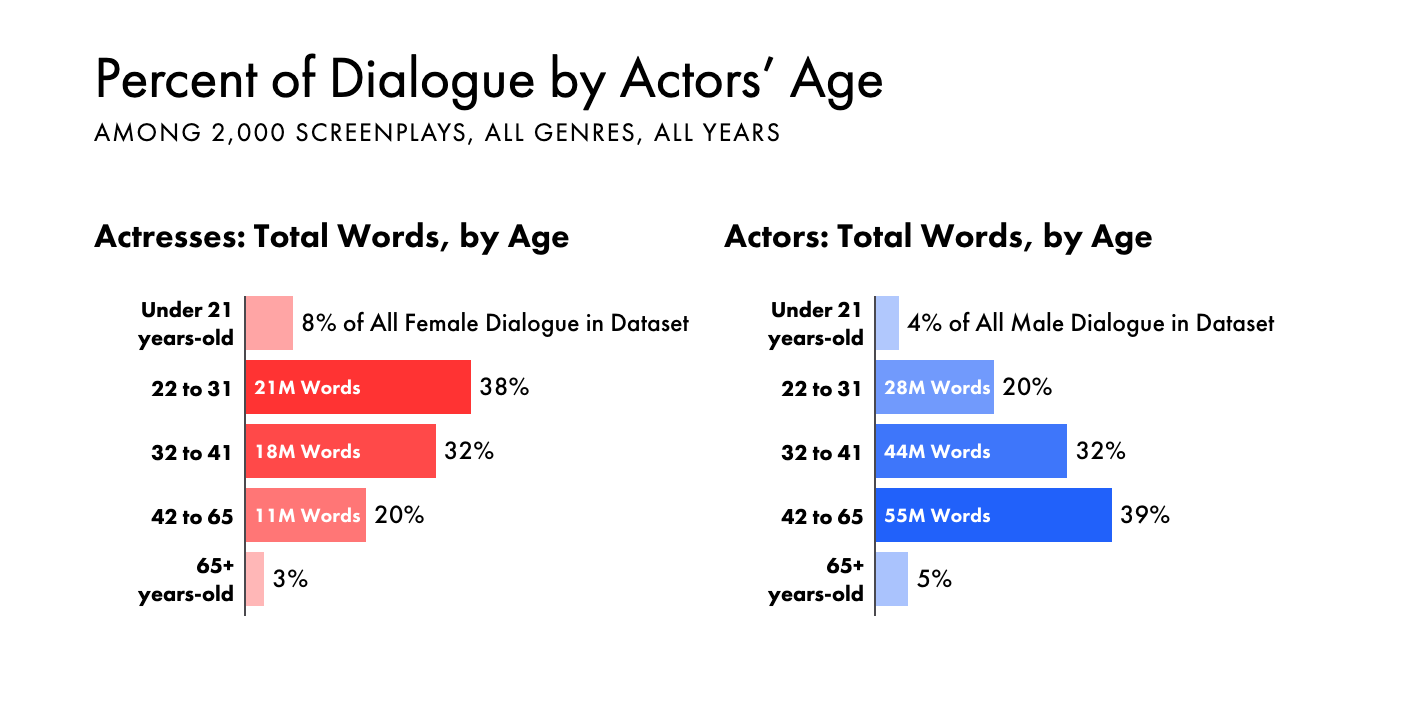 Percent of Dialogue by Actors’ Age
AMONG 2,000 SCREENPLAYS, ALL GENRES, ALL YEARS
Actresses: Total Words, by Age
Under 21
years-old
8% of All Female Dialogue in Dataset
22 to 31
21M Words
38%
32 to 41
18M Words
32%
42 to 65
11M Words
20%
65+
years-old
3%
Actors: Total Words, by Age
Under 21
years-old
4% of All Male Dialogue in Dataset
22 to 31
28M Words
20%
32 to 41
44M Words
32%
42 to 65
55M Words
39%
65+
years-old
5%